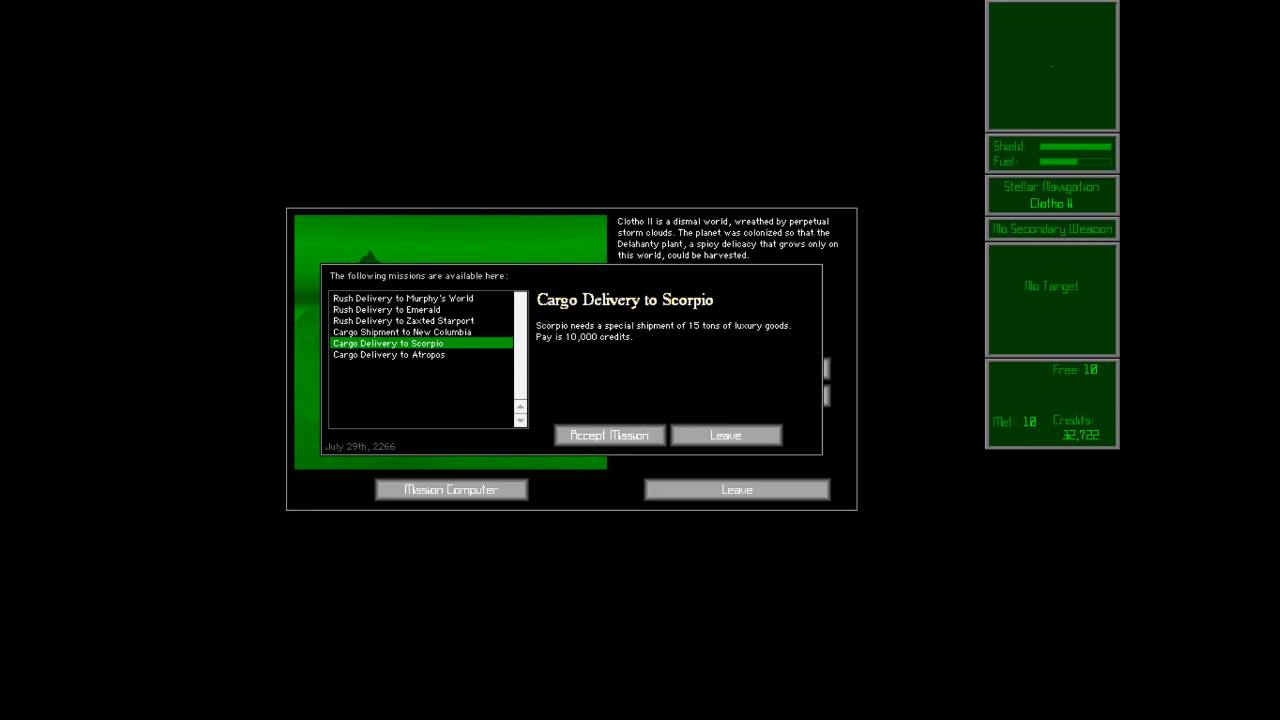 Clotho II is a dismal world, wreathed by perpetual
storm clouds. The planet was colonized so that the
Delahanty plant, a spicy delicacy that grows only on
this world, could be harvested.
The following missions are available here:
Rush Delivery to Murphy's World
Rush Delivery to Emerald
Rush Delivery to Zaxted Starport
Cargo Shipment to New Columbia
Cargo Delivery to Scorpio
Cargo Delivery to Atropos
July 29th, 2266
Cargo Delivery to Scorpio
Scorpio needs a special shipment of 15 tons of luxury goods.
Pay is 10,000 credits.
Accept Mission
Leave
Mission Computer
Leave
Shield:
Fuel:
Stellar Navigation
Clotho II
No Secondary Weapon
No Target
Free: 10
Met: 10
Credits:
32,722